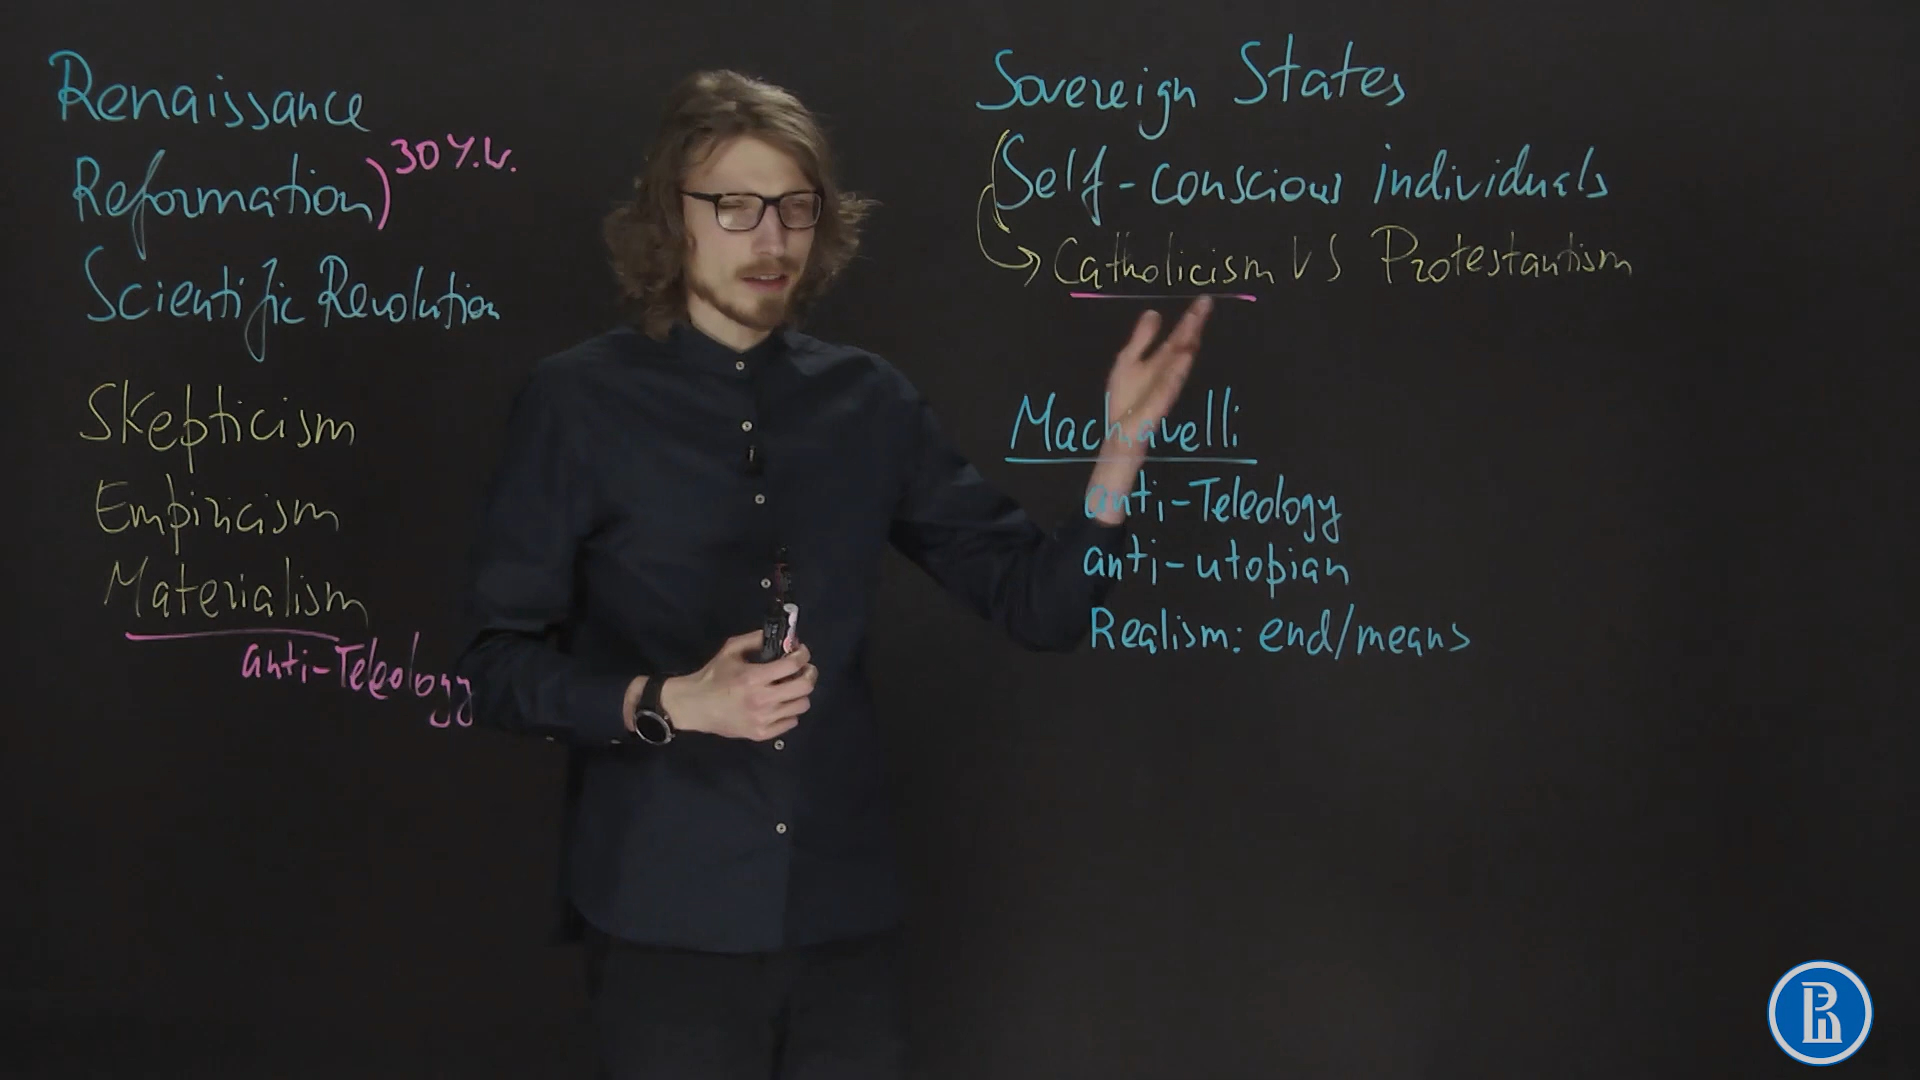 Renaissance
Reformation) 30 Y.W.
Scientific Revolution
Skepticism
Empiricism
Materialism
anti-Teleology
Sovereign States
Self-conscious individuals
→ Catholicism VS Protestantism
Machiavelli
anti-Teleology
anti-utopian
Realism: end/means